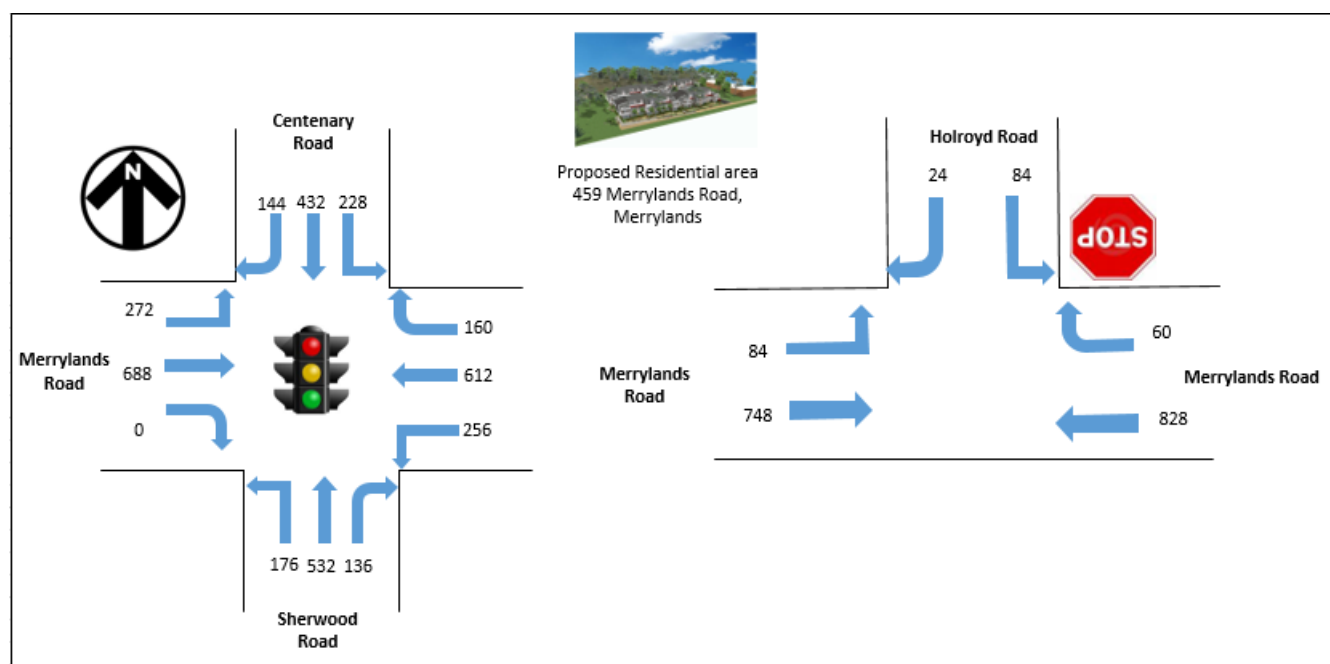 Centenary
Road
Proposed Residential area
459 Merrylands Road,
Merrylands
Holroyd Road
N
144 432 228
24 84
STOP
272
160
84
60
Merrylands
Road
688
612
Merrylands
Road
Merrylands Road
0
256
748
828
176 532 136
Sherwood
Road